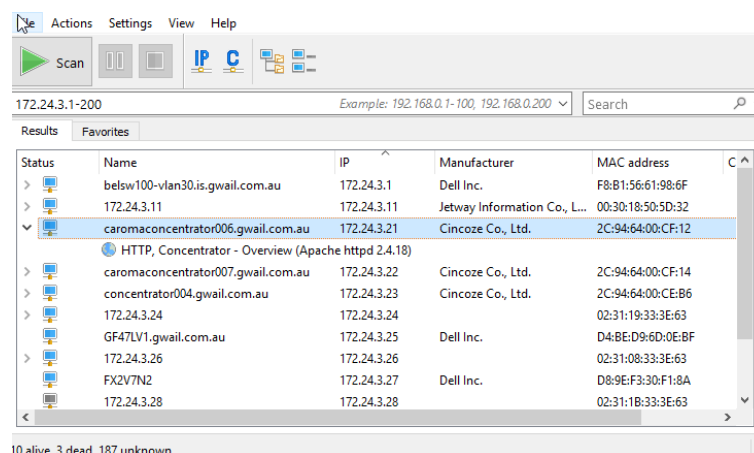 Actions Settings View Help
Scan IP C
172.24.3.1-200 Example: 192.168.0.1-100, 192.168.0.200 Search
Results Favorites
Status Name IP Manufacturer MAC address C
belsw100-vlan30.is.gwail.com.au 172.24.3.1 Dell Inc. F8:B1:56:61:98:6F
172.24.3.11 172.24.3.11 Jetway Information Co., L... 00:30:18:50:5D:32
caromaconcentrator006.gwail.com.au 172.24.3.21 Cincoze Co., Ltd. 2C:94:64:00:CF:12
HTTP, Concentrator - Overview (Apache httpd 2.4.18)
caromaconcentrator007.gwail.com.au 172.24.3.22 Cincoze Co., Ltd. 2C:94:64:00:CF:14
concentrator004.gwail.com.au 172.24.3.23 Cincoze Co., Ltd. 2C:94:64:00:CE:B6
172.24.3.24 172.24.3.24 02:31:19:33:3E:63
GF47LV1.gwail.com.au 172.24.3.25 Dell Inc. D4:BE:D9:6D:0E:BF
172.24.3.26 172.24.3.26 02:31:08:33:3E:63
FX2V7N2 172.24.3.27 Dell Inc. D8:9E:F3:30:F1:8A
172.24.3.28 172.24.3.28 02:31:1B:33:3E:63
10 alive, 3 dead, 187 unknown